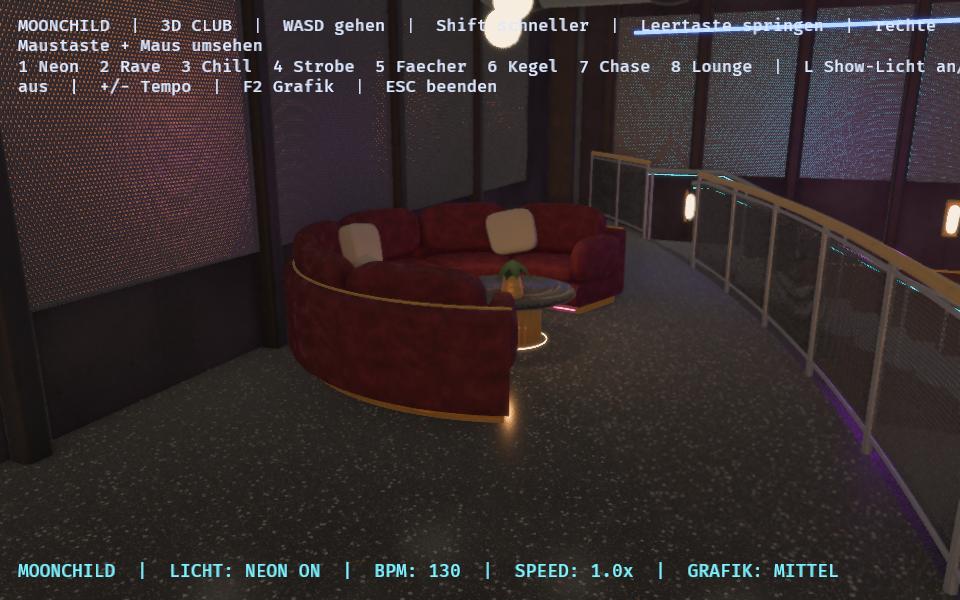 MOONCHILD | 3D CLUB | WASD gehen | Shift schneller | Leertaste springen | rechte
Maustaste + Maus umsehen
1 Neon 2 Rave 3 Chill 4 Strobe 5 Faecher 6 Kegel 7 Chase 8 Lounge | L Show-Licht an/
aus | +/- Tempo | F2 Grafik | ESC beenden
MOONCHILD | LICHT: NEON ON | BPM: 130 | SPEED: 1.0x | GRAFIK: MITTEL